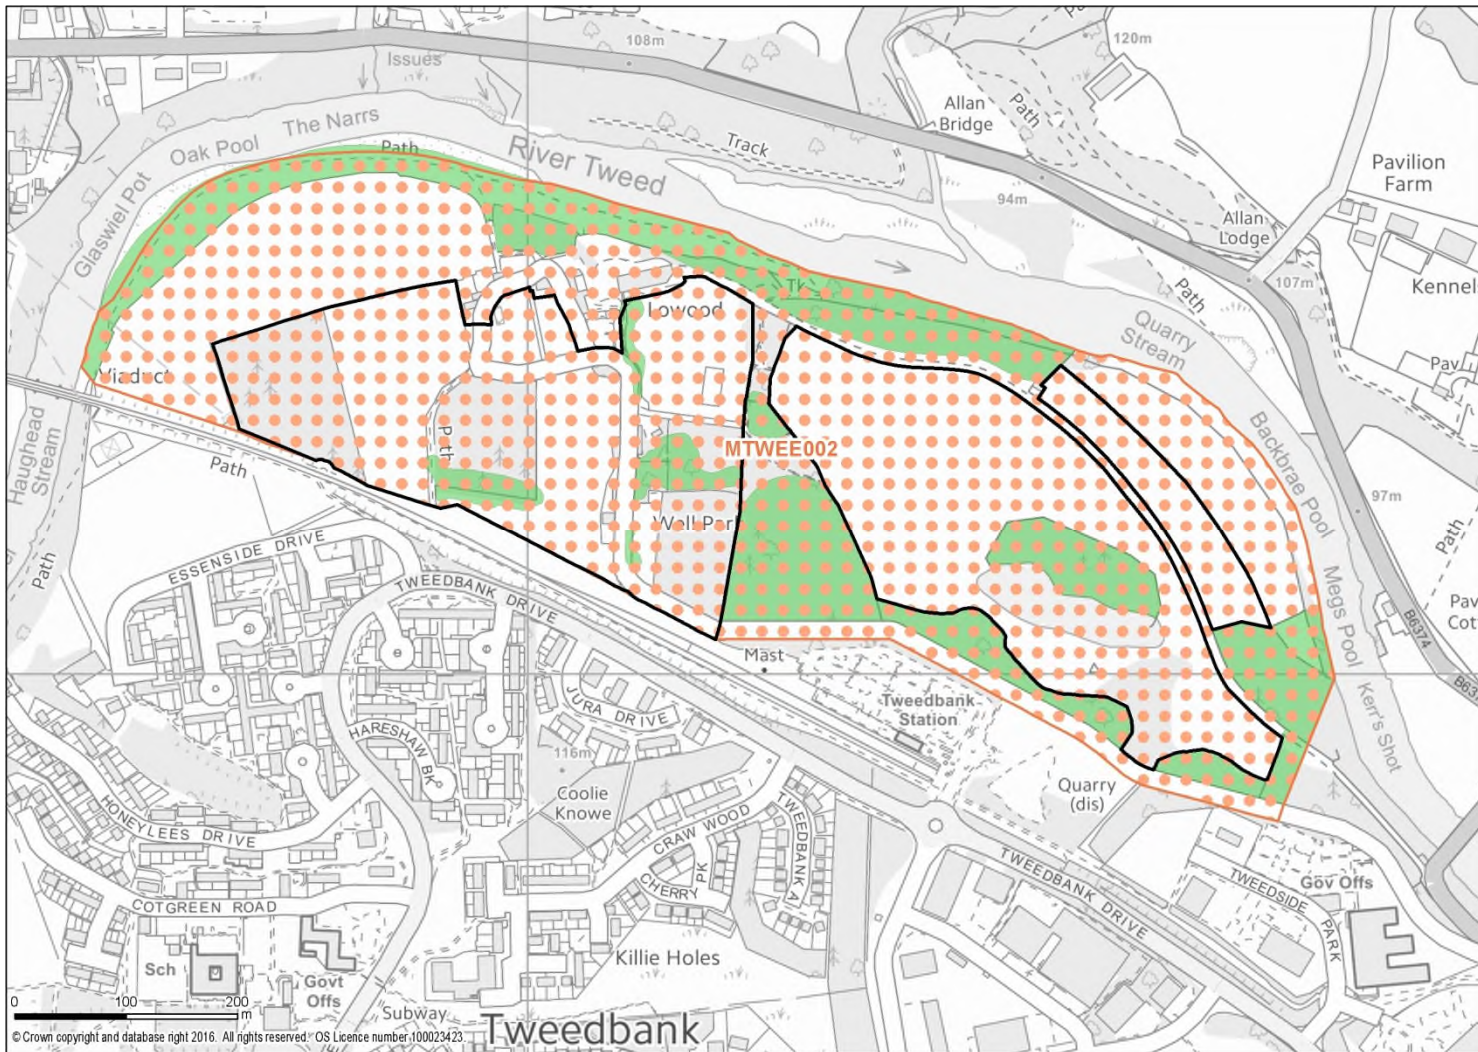 108m
120m
Issues
Allan
Bridge
Path
The Narrs
Oak Pool
Path
River Tweed
Track
Pavilion
Farm
94m
Allan
Lodge
Glaswiel Pot
107m
Kennels
Path
Lowood
Quarry
Stream
Viaduct
Haughead
Stream
Path
Path
MTWEE002
Backbrae Pool
97m
Well Park
Path
Path
ESSENSIDE DRIVE
TWEEDBANK DRIVE
Megs Pool
B6374
Mast
Kerr's Shot
Tweedbank
Station
JURA DRIVE
HARESHAW BK
116m
Coolie
Knowe
Quarry
(dis)
HONEYLEES DRIVE
CRAW WOOD
TWEEDBANK A
CHERRY PK
TWEEDBANK DRIVE
TWEEDSIDE PARK
Gov Offs
COTGREEN ROAD
Killie Holes
Sch
Govt
Offs
Subway
Tweedbank
0 100 200
m
© Crown copyright and database right 2016. All rights reserved. OS Licence number 100023423.